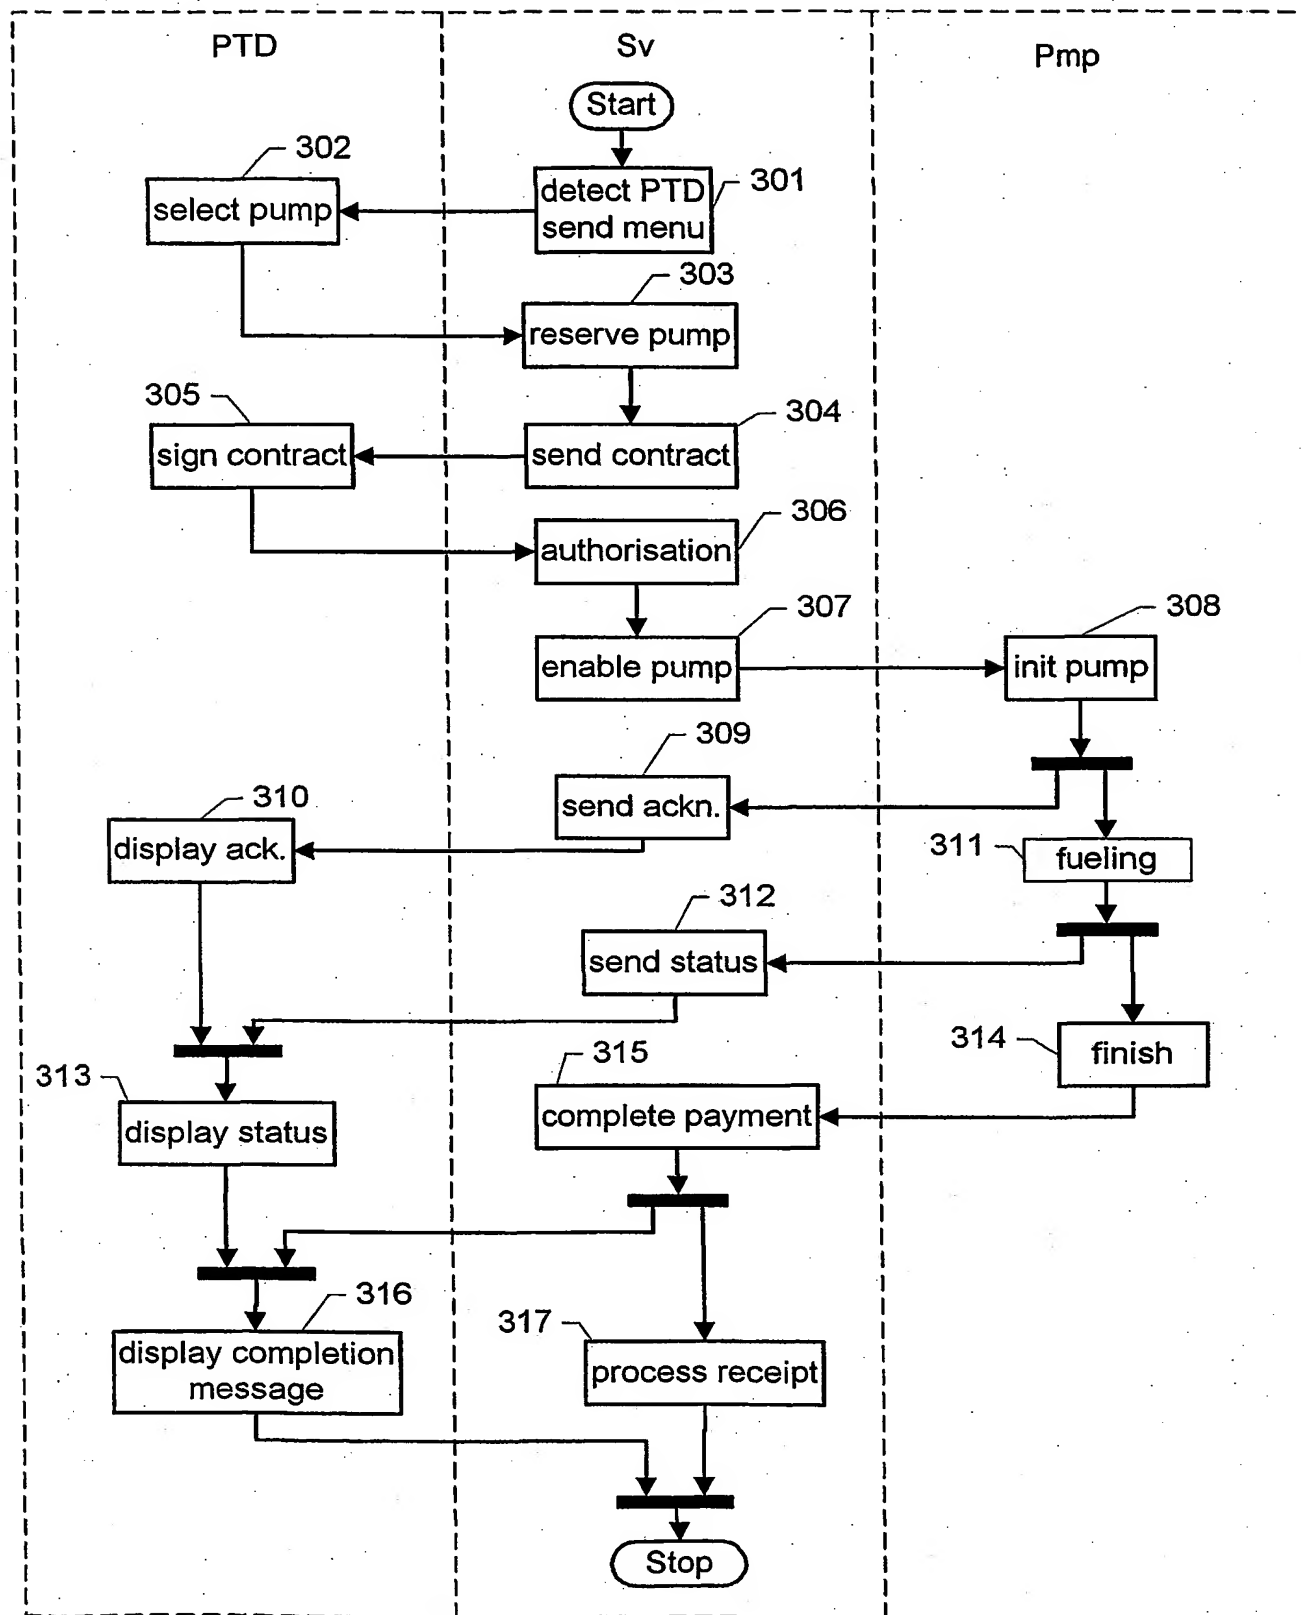 PTD
Sv
Pmp
Start
302
301
select pump
detect PTD
send menu
303
reserve pump
305
304
sign contract
send contract
306
authorisation
307
308
enable pump
init pump
309
310
send ackn.
display ack.
311
fueling
312
send status
314
finish
315
313
complete payment
display status
316
317
display completion
message
process receipt
Stop